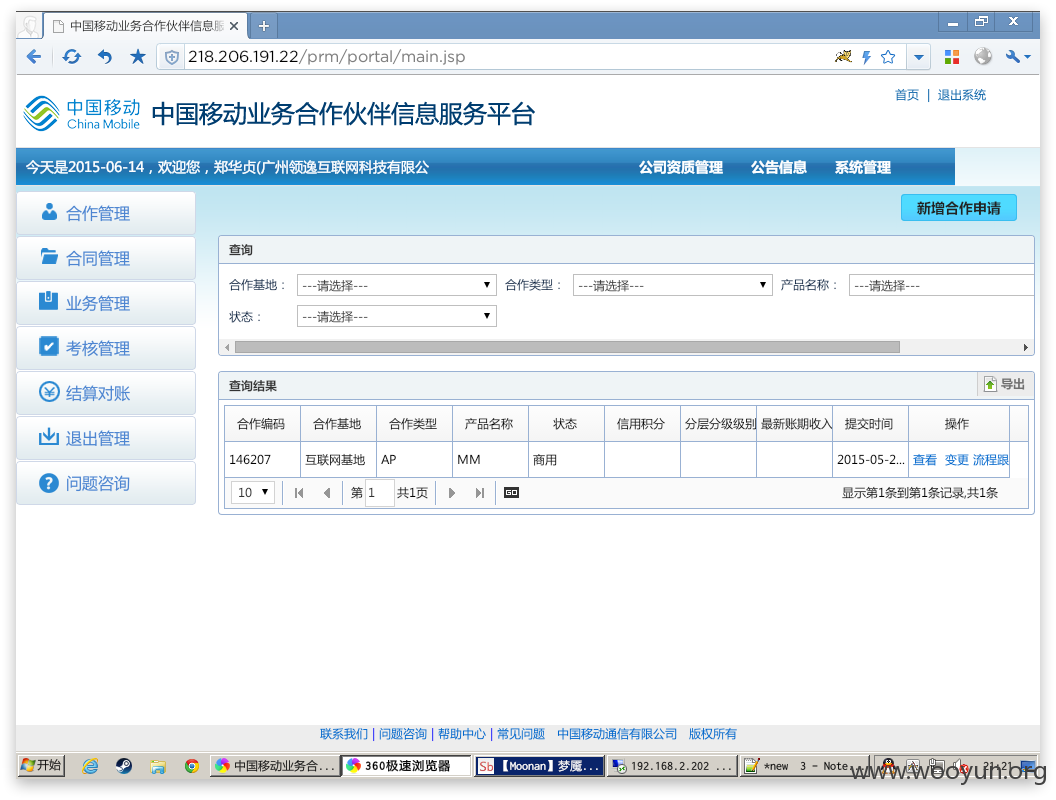 中国移动业务合作伙伴信息服
218.206.191.22/prm/portal/main.jsp
首页 | 退出系统
中国移动
China Mobile
中国移动业务合作伙伴信息服务平台
今天是2015-06-14，欢迎您，郑华贞(广州领逸互联网科技有限公
公司资质管理 公告信息 系统管理
合作管理
合同管理
业务管理
考核管理
结算对账
退出管理
问题咨询
新增合作申请
查询
合作基地： ---请选择--- 合作类型： ---请选择--- 产品名称： ---请选择---
状态： ---请选择---
查询结果 导出
合作编码 合作基地 合作类型 产品名称 状态 信用积分 分层分级级别 最新账期收入 提交时间 操作
146207 互联网基地 AP MM 商用 2015-05-2... 查看 变更 流程跟
10 第 1 共1页 GO 显示第1条到第1条记录,共1条
联系我们 | 问题咨询 | 帮助中心 | 常见问题 中国移动通信有限公司 版权所有
开始 中国移动业务合... 360极速浏览器 Sb 【Moonan】梦魇... 192.168.2.202 ... *new 3 - Note... 21:21
www.wooyun.org